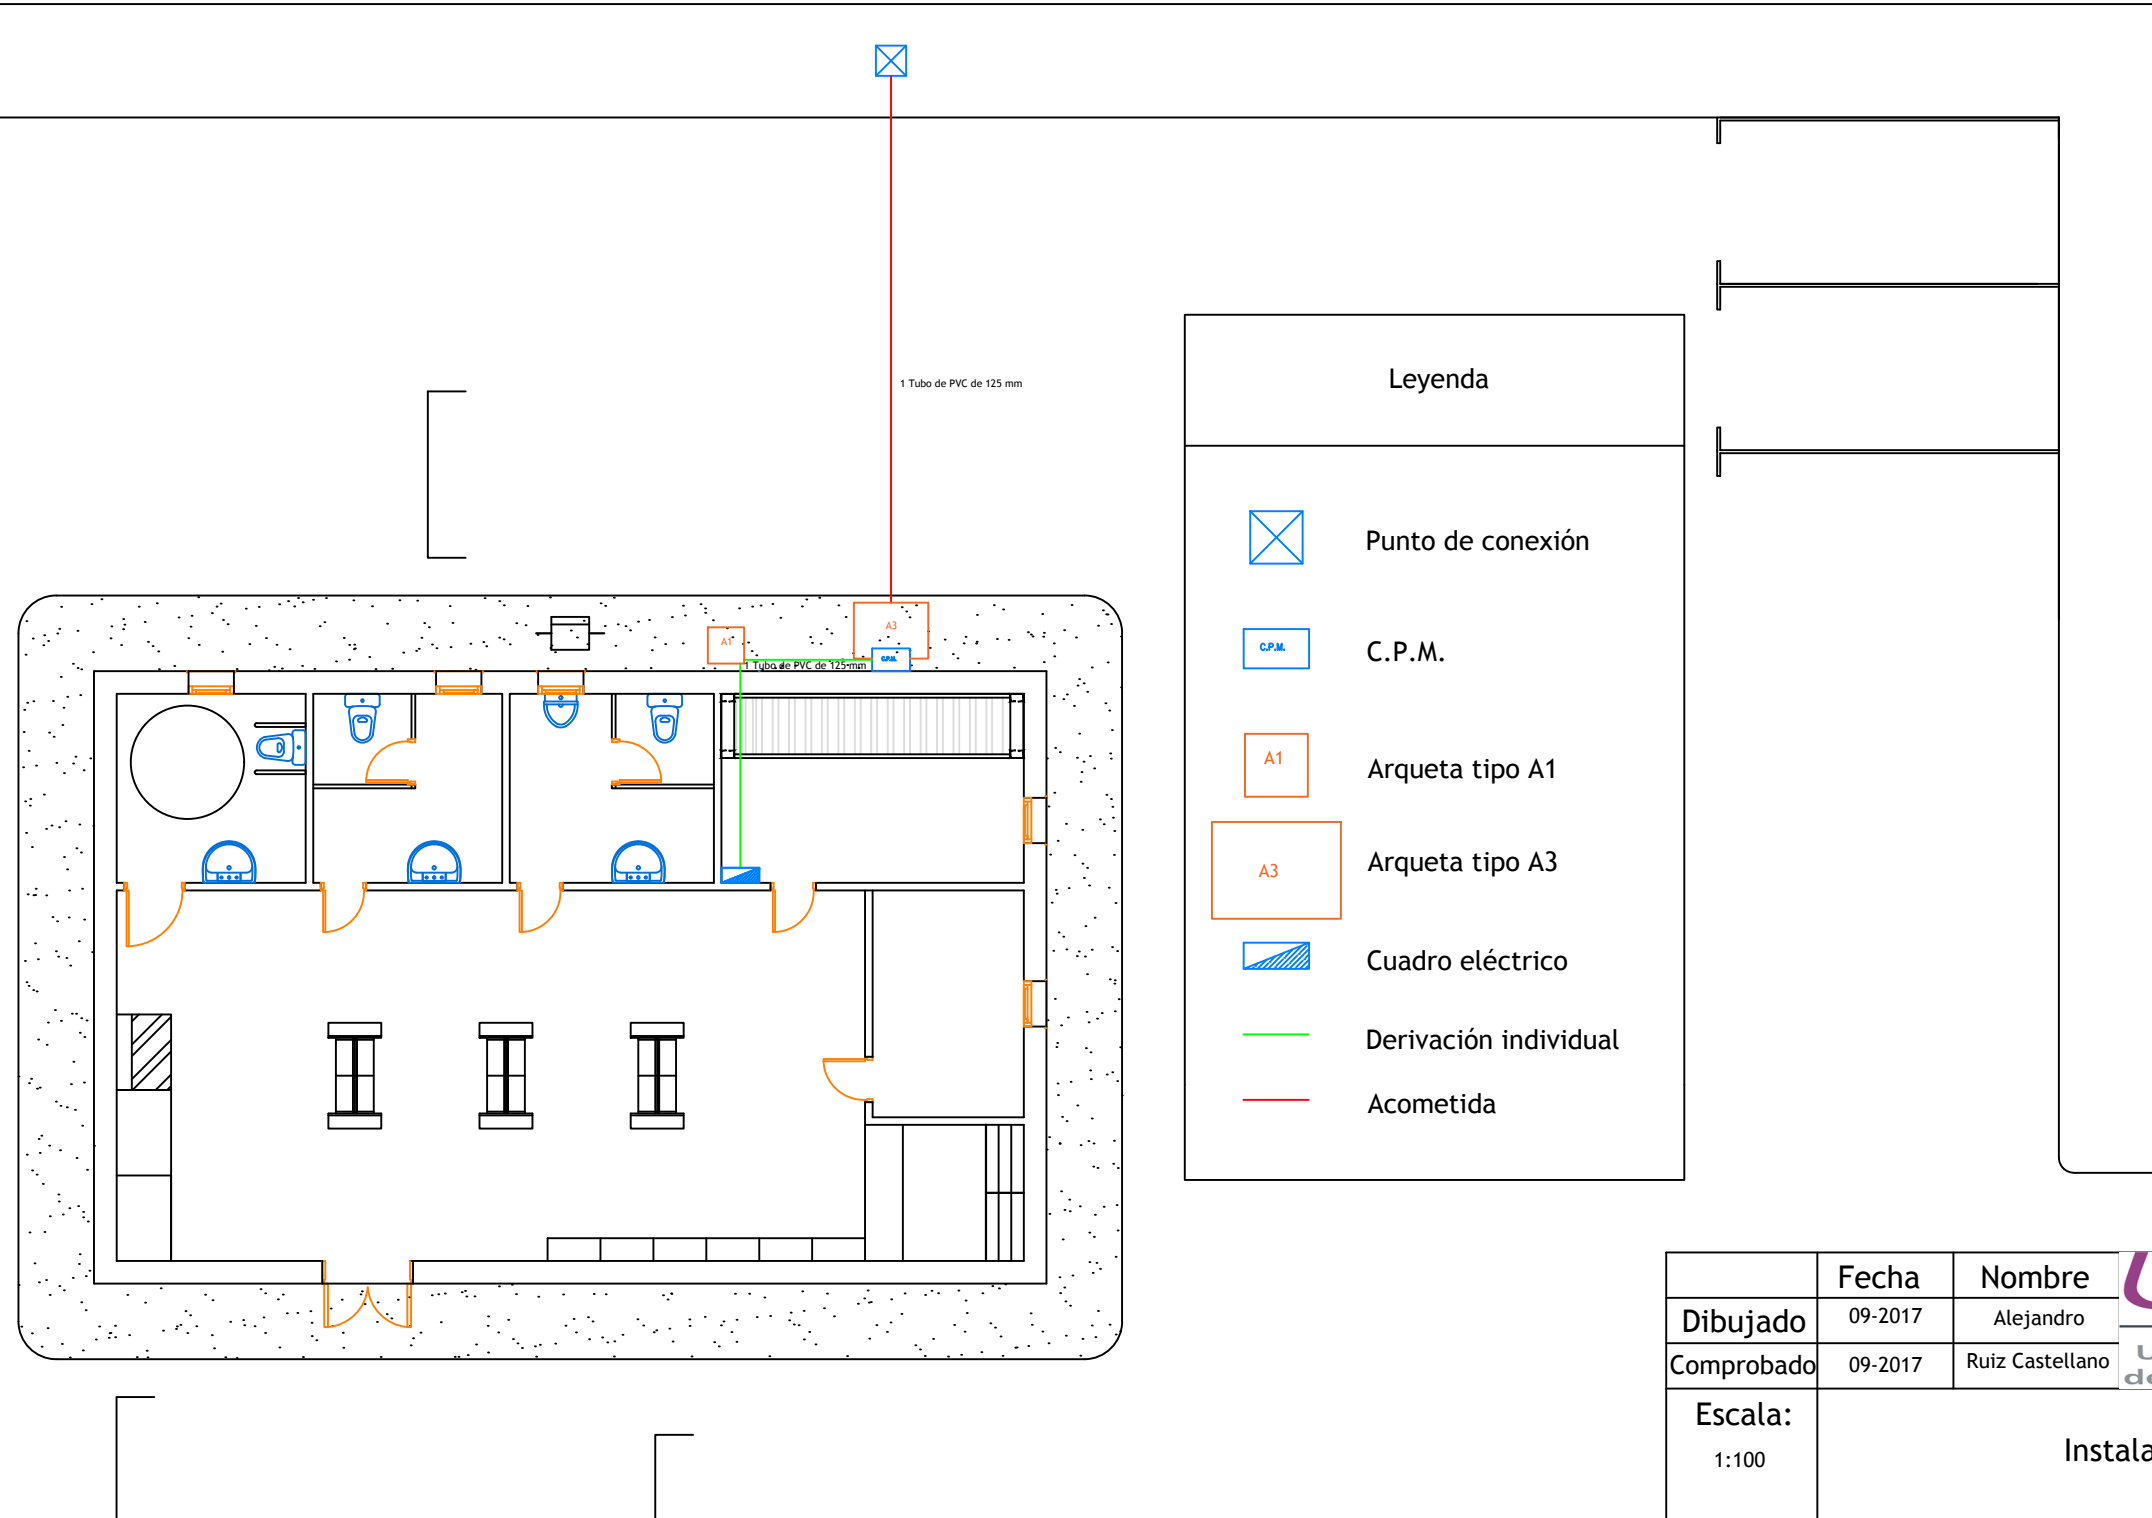 1 Tubo de PVC de 125 mm
Leyenda
Punto de conexión
C.P.M.
C.P.M.
A1
Arqueta tipo A1
A3
Arqueta tipo A3
Cuadro eléctrico
Derivación individual
Acometida
A1
A3
C.P.M.
1 Tubo de PVC de 125 mm
Fecha
Nombre
Dibujado
09-2017
Alejandro
Comprobado
09-2017
Ruiz Castellano
Escala:
1:100